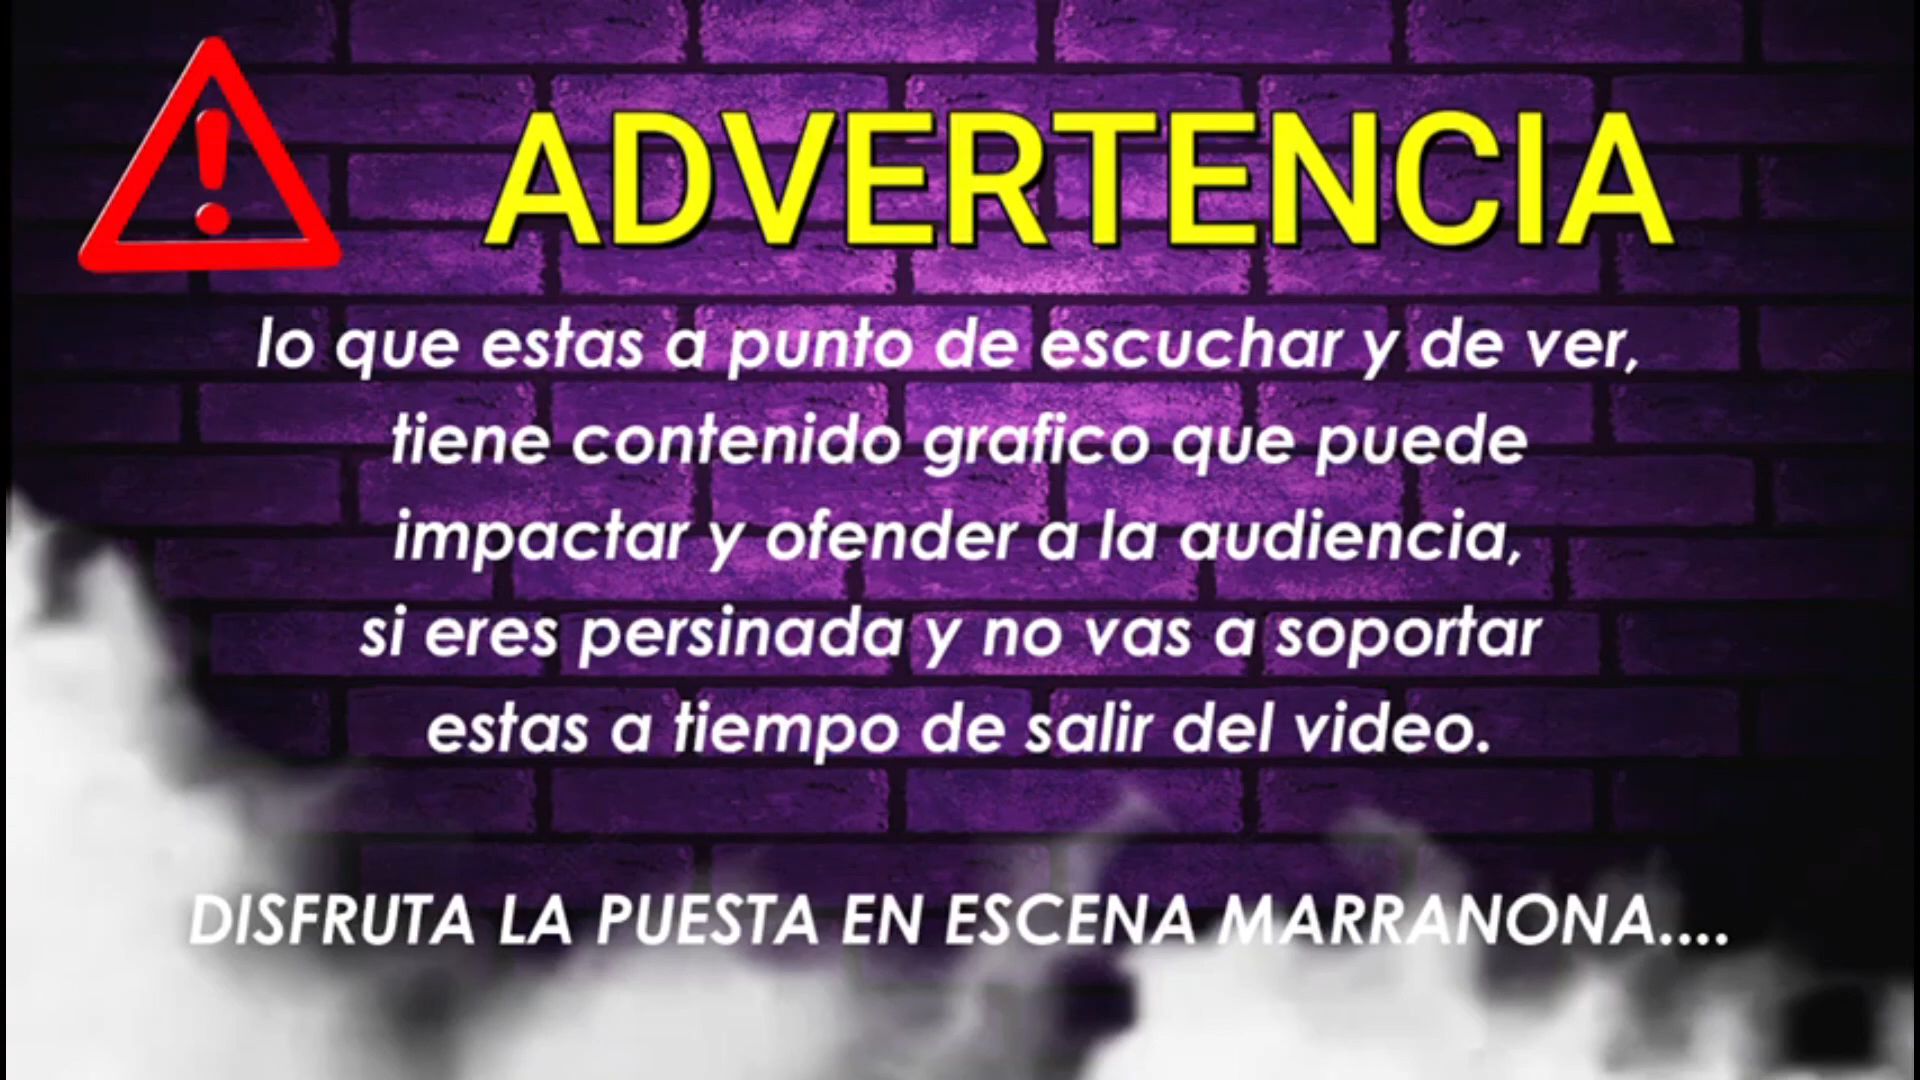 ADVERTENCIA
lo que estas a punto de escuchar y de ver,
tiene contenido grafico que puede
impactar y ofender a la audiencia,
si eres persinada y no vas a soportar
estas a tiempo de salir del video.
DISFRUTA LA PUESTA EN ESCENA MARRANONA....